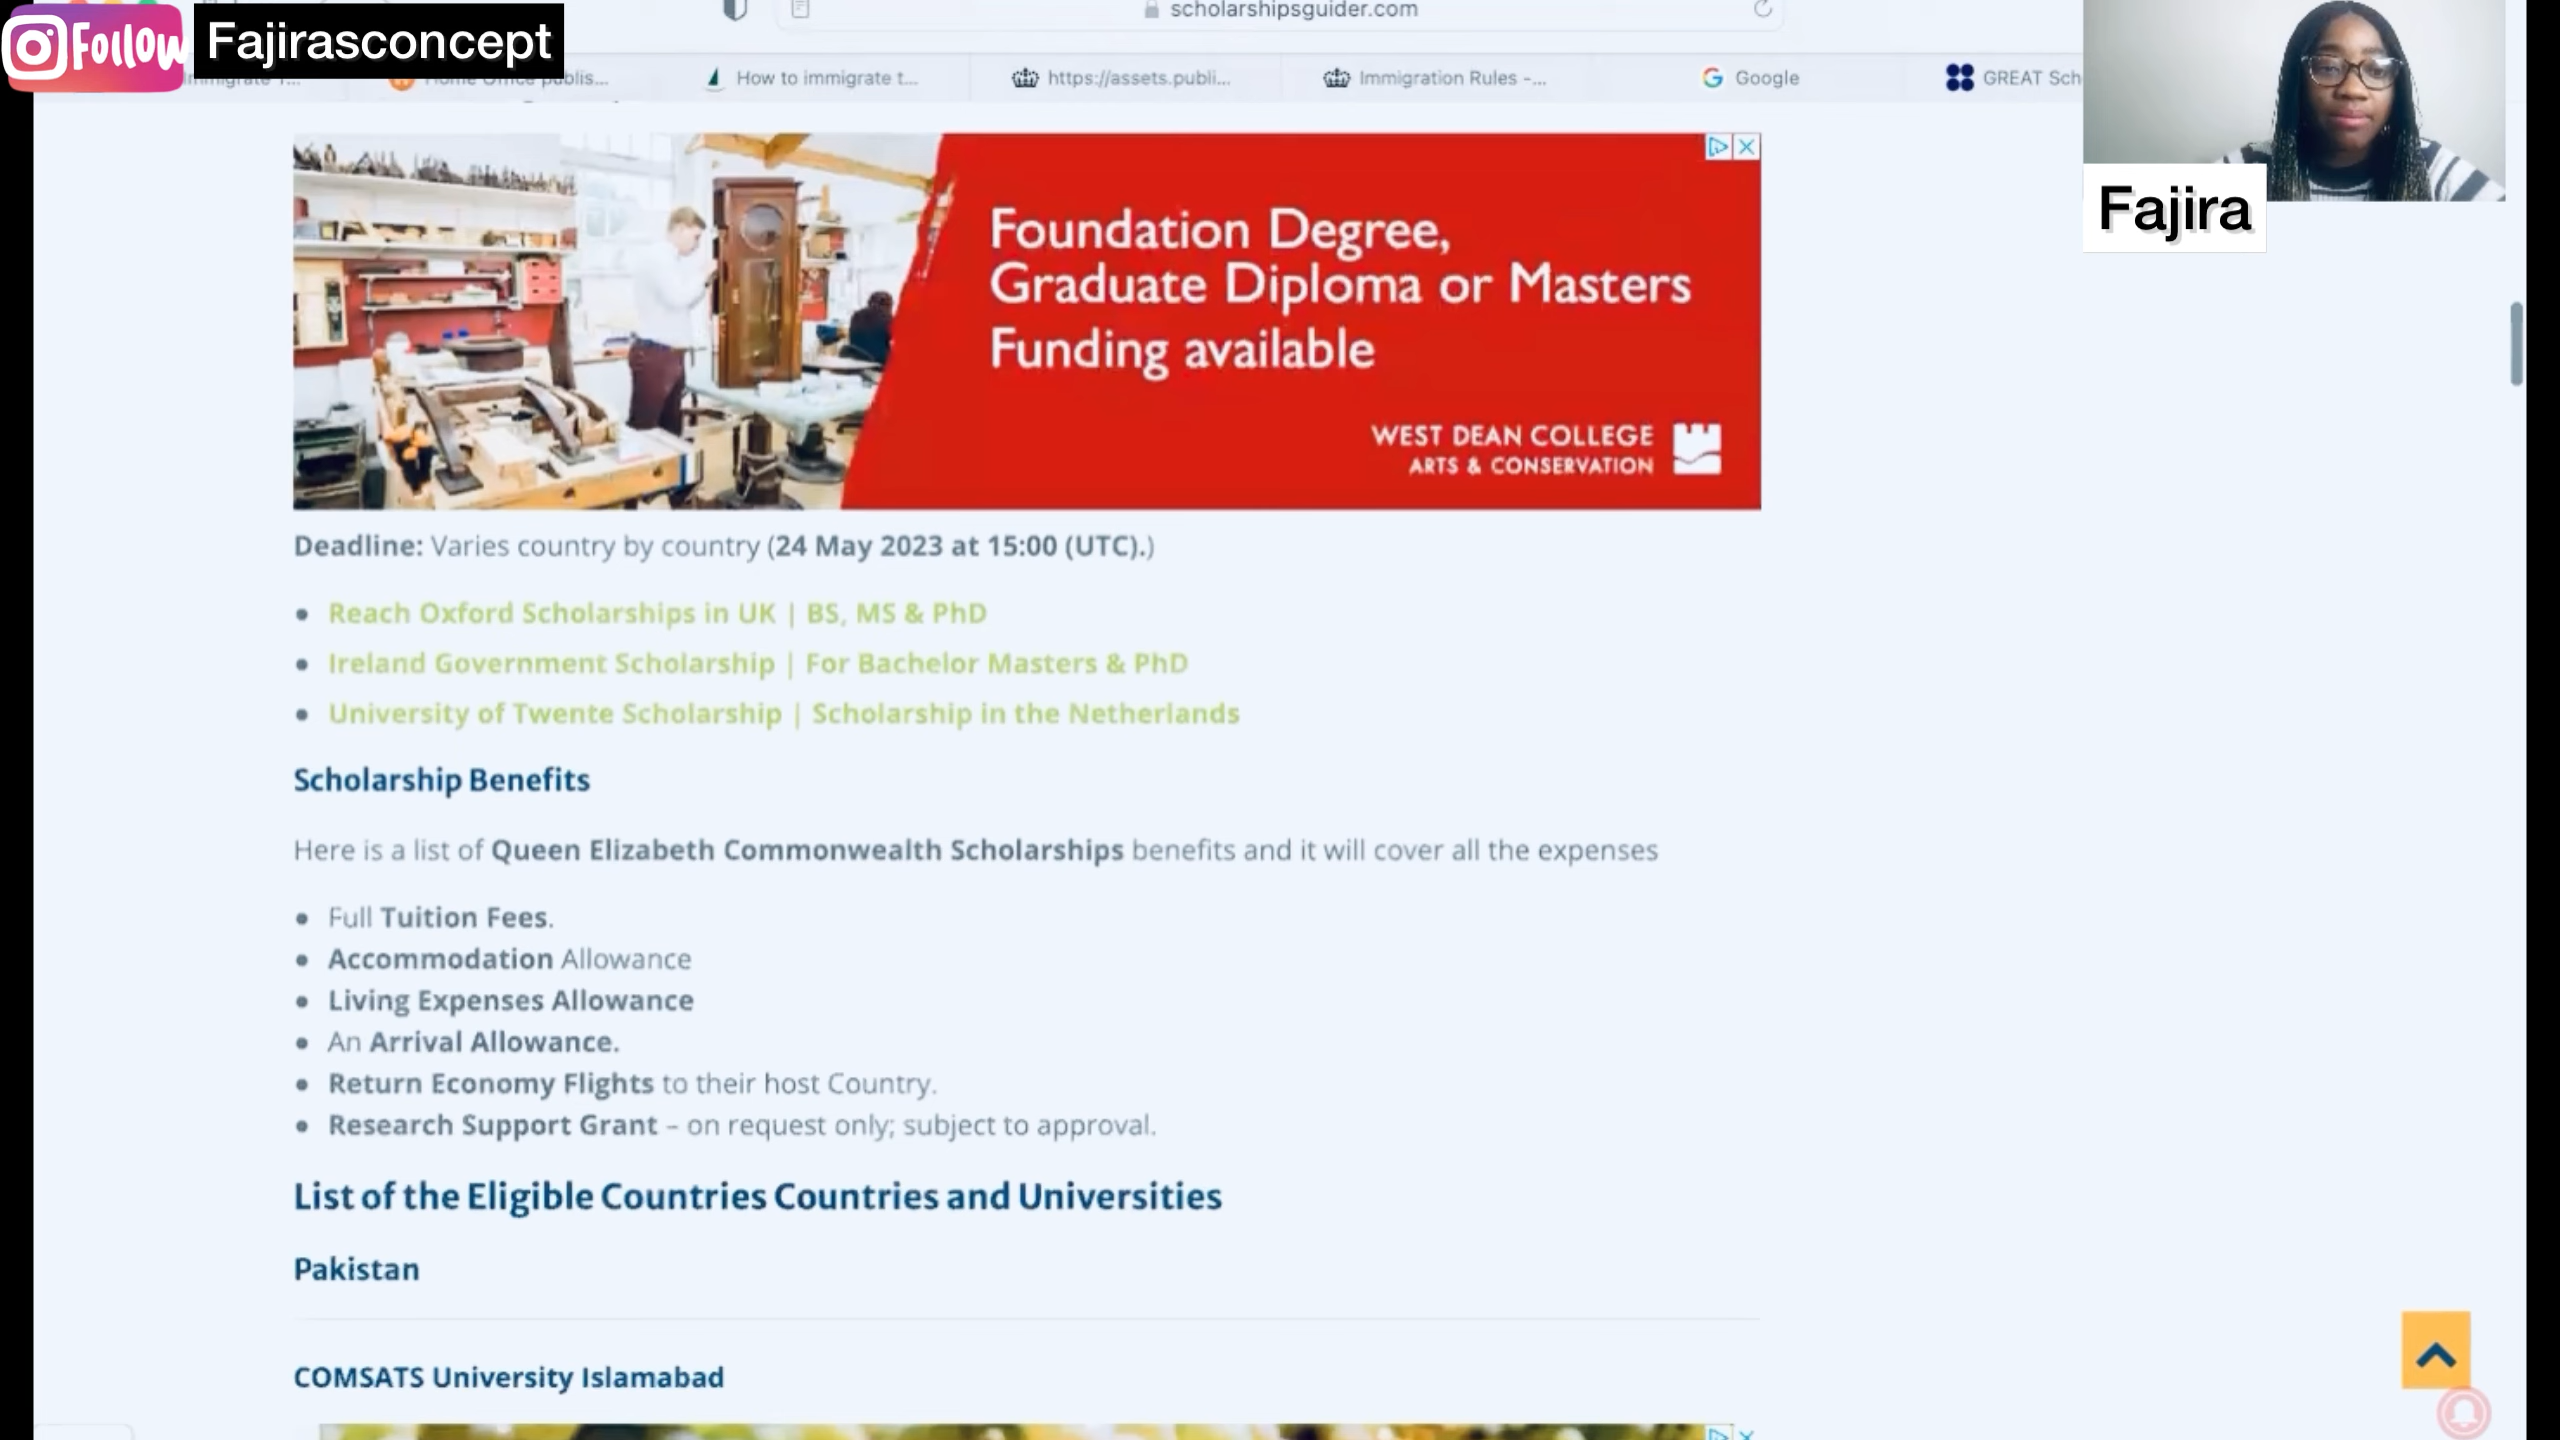 Follow
Fajirasconcept
scholarshipsguider.com
immigrate
Home Office publis...
How to immigrate t...
https://assets.publi...
Immigration Rules -...
Google
GREAT Sch
Fajira
Foundation Degree,
Graduate Diploma or Masters
Funding available
WEST DEAN COLLEGE
ARTS & CONSERVATION
Deadline: Varies country by country (24 May 2023 at 15:00 (UTC).)
• Reach Oxford Scholarships in UK | BS, MS & PhD
• Ireland Government Scholarship | For Bachelor Masters & PhD
• University of Twente Scholarship | Scholarship in the Netherlands
Scholarship Benefits
Here is a list of Queen Elizabeth Commonwealth Scholarships benefits and it will cover all the expenses
• Full Tuition Fees.
• Accommodation Allowance
• Living Expenses Allowance
• An Arrival Allowance.
• Return Economy Flights to their host Country.
• Research Support Grant – on request only; subject to approval.
List of the Eligible Countries Countries and Universities
Pakistan
COMSATS University Islamabad